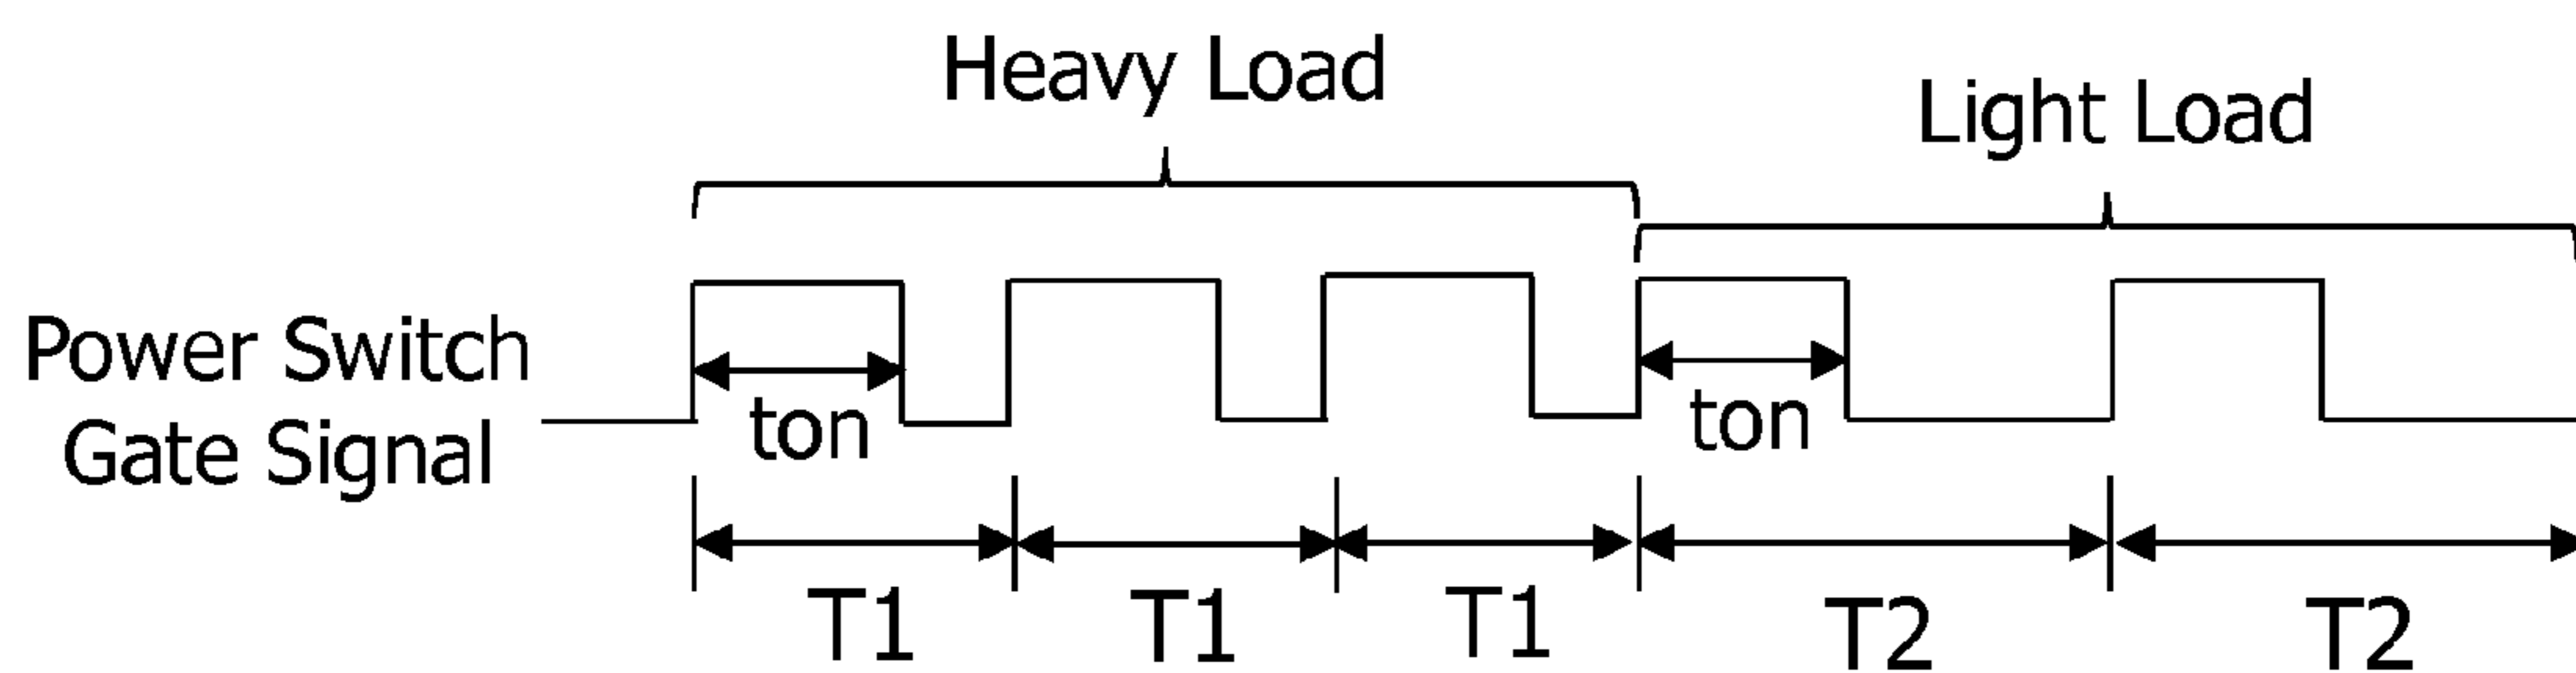 Heavy Load
Light Load
Power Switch
Gate Signal
ton
ton
T1
T1
T1
T2
T2